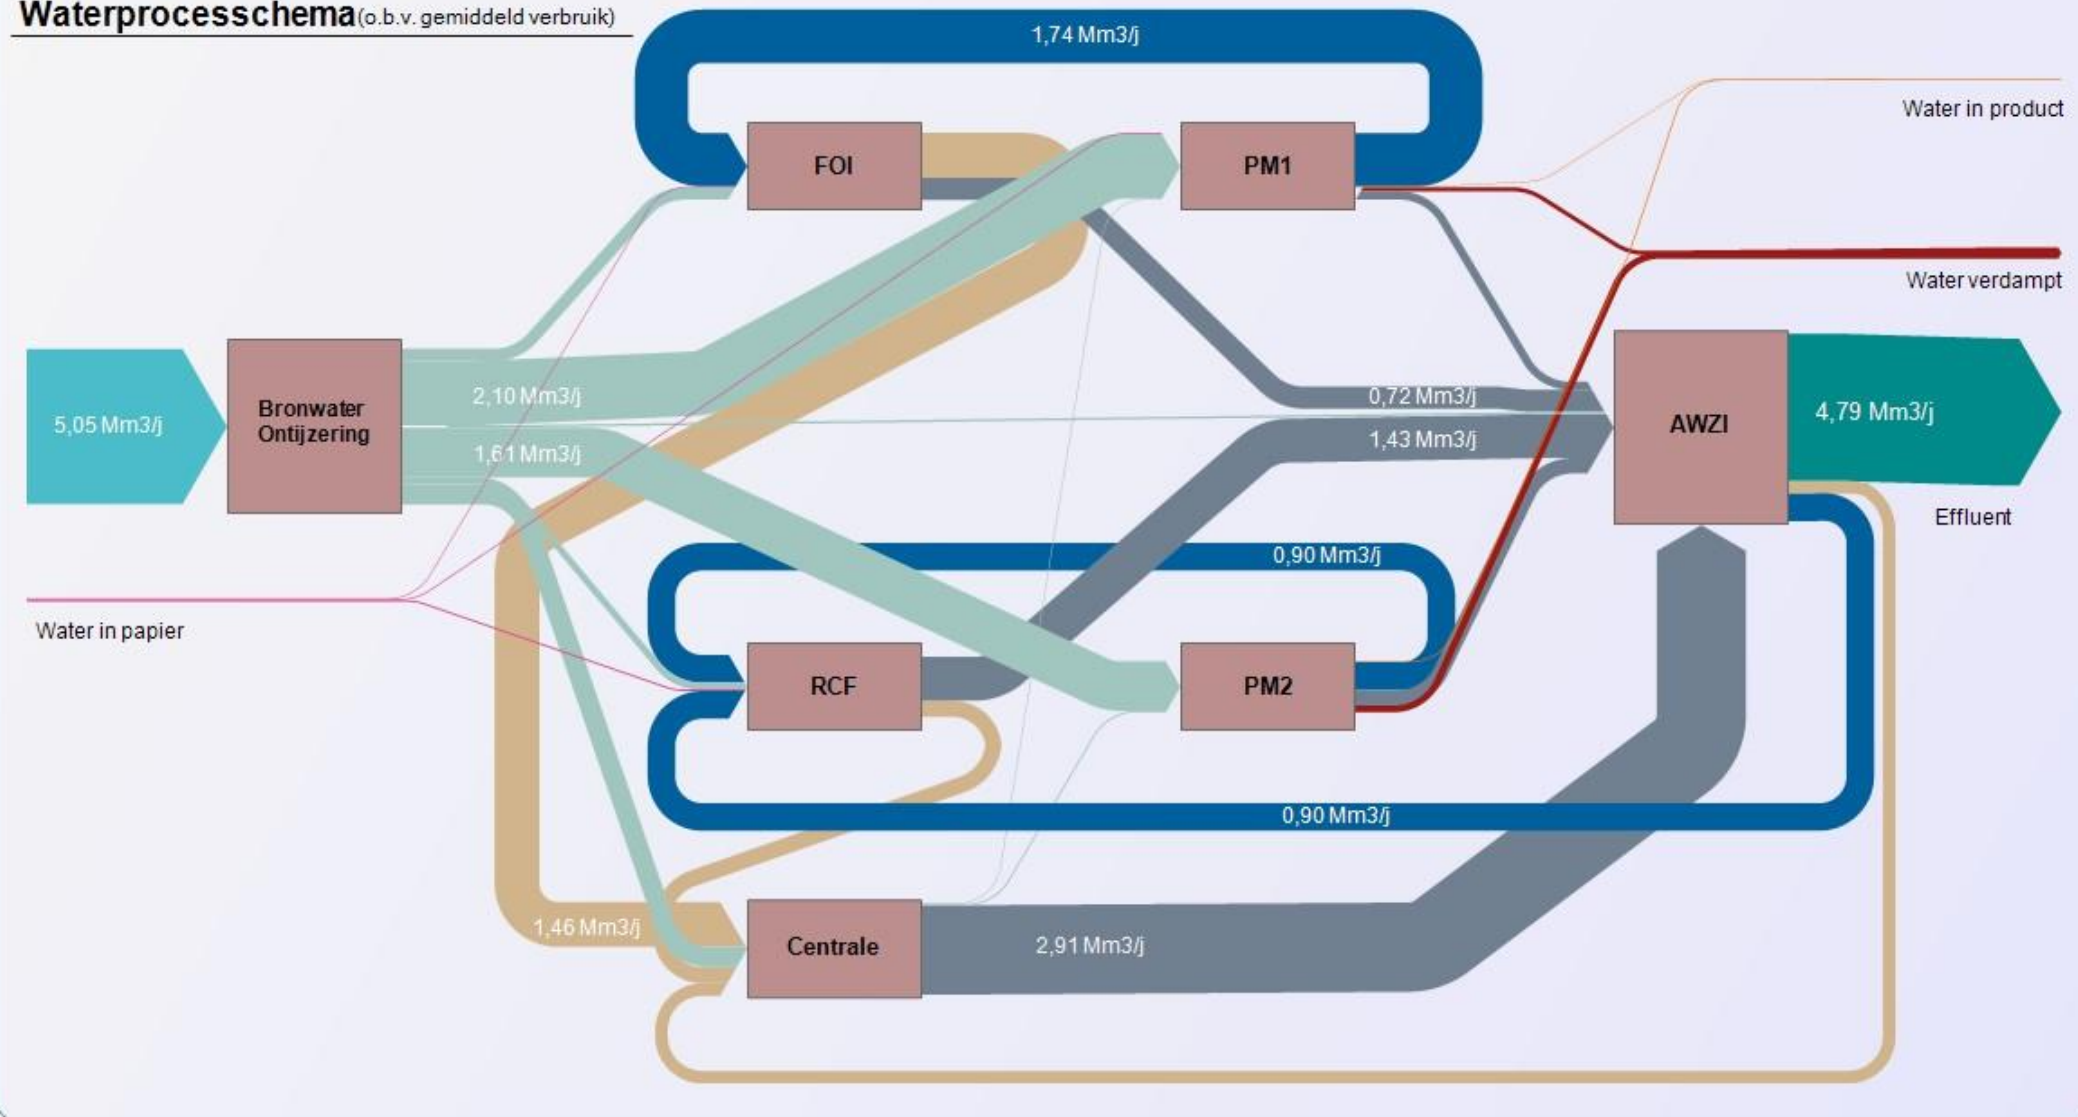 Waterprocesschema (o.b.v. gemiddeld verbruik)
1,74 Mm3/j
Water in product
FOI
PM1
Water verdampt
5,05 Mm3/j
Bronwater
Ontijzering
2,10 Mm3/j
1,61 Mm3/j
0,72 Mm3/j
1,43 Mm3/j
AWZI
4,79 Mm3/j
Effluent
0,90 Mm3/j
Water in papier
RCF
PM2
0,90 Mm3/j
1,46 Mm3/j
Centrale
2,91 Mm3/j